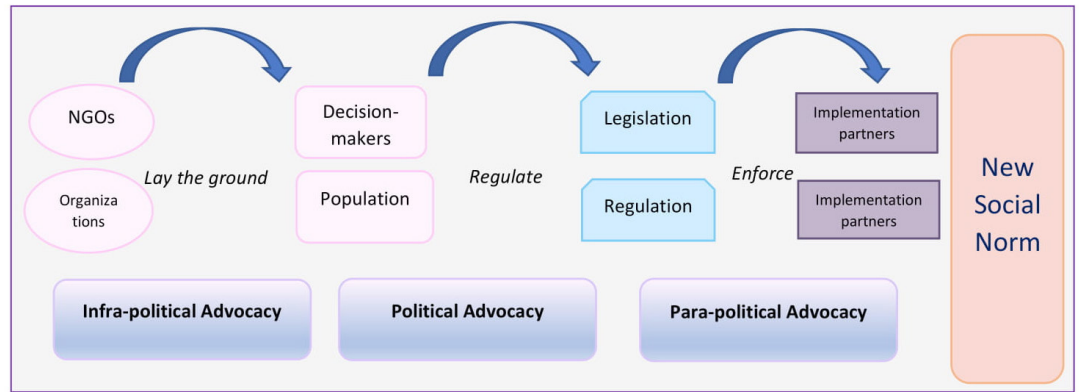 NGOs
Organiza
tions
Lay the ground
Decision-
makers
Population
Regulate
Legislation
Regulation
Enforce
Implementation
partners
Implementation
partners
New
Social
Norm
Infra-political Advocacy
Political Advocacy
Para-political Advocacy